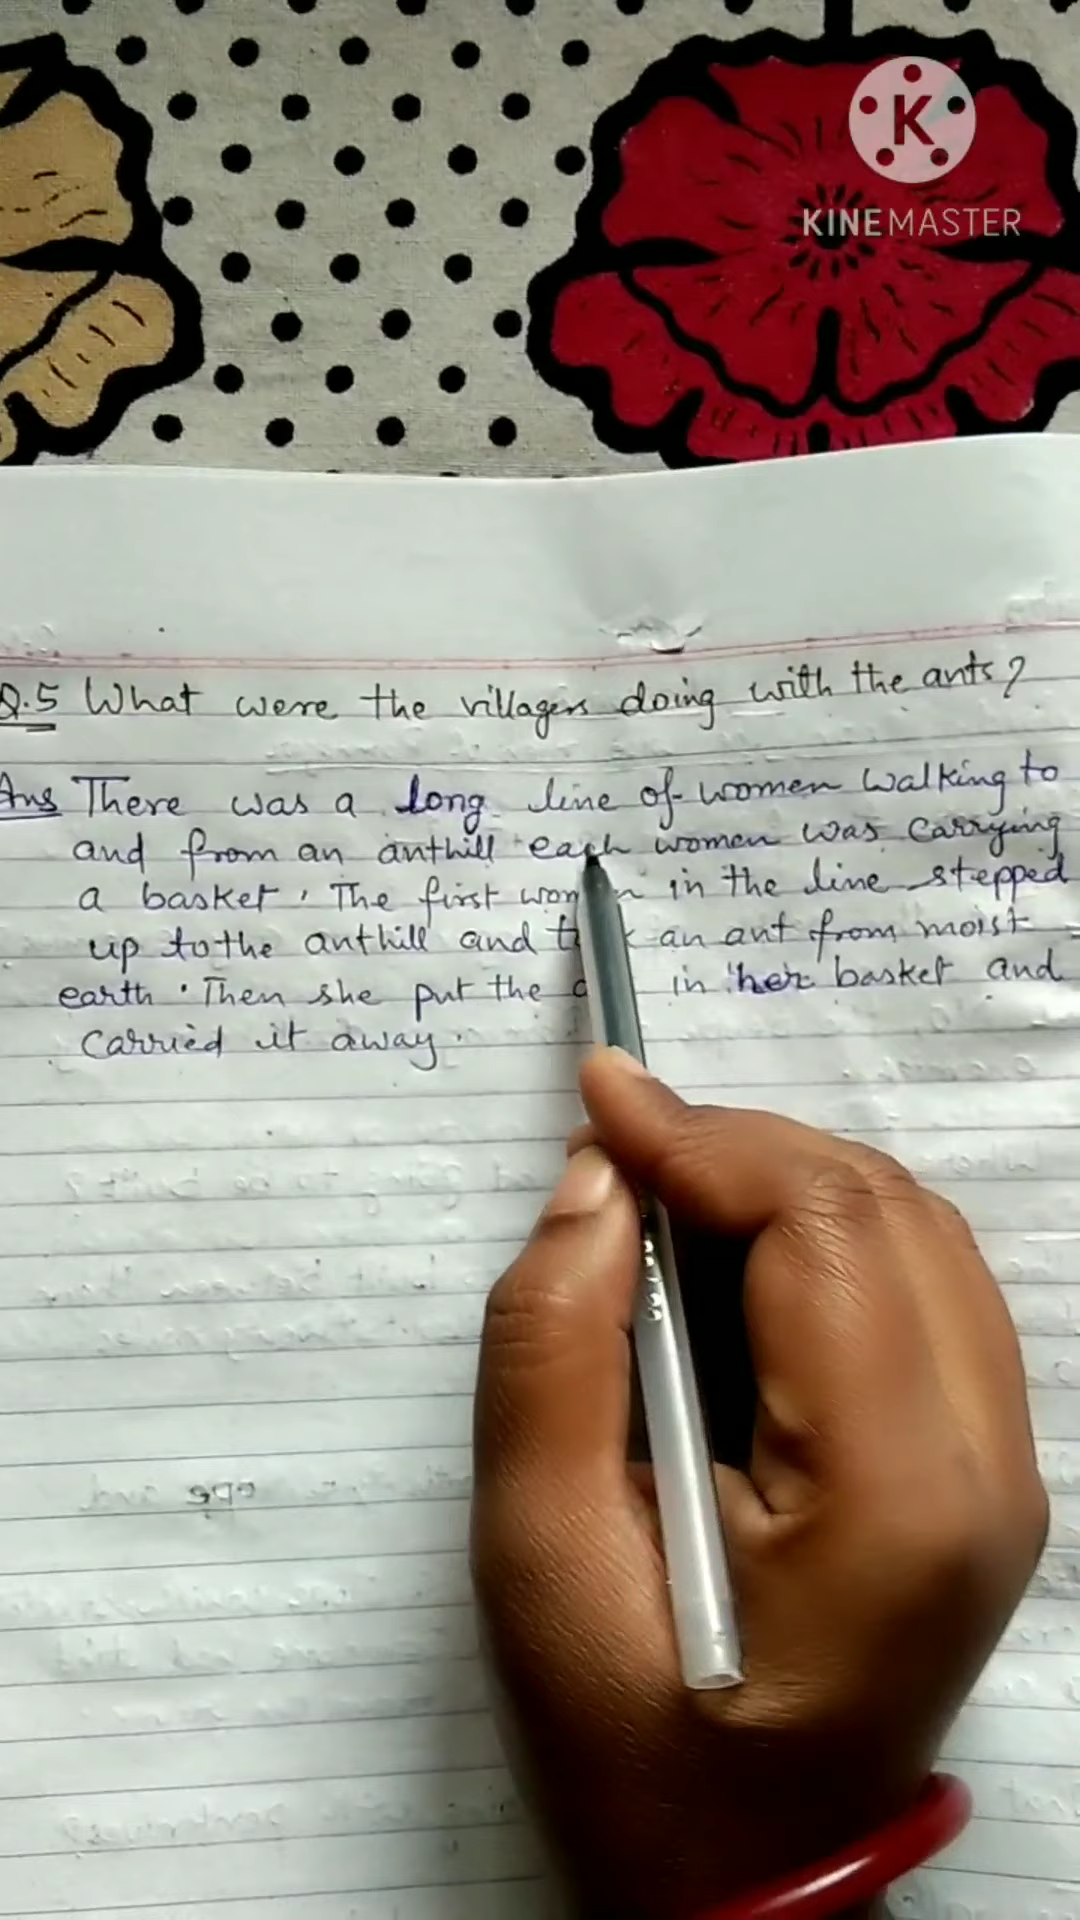 K
KINEMASTER
Q.5 What were the villagers doing with the ants?
Ans There was a long line of women walking to
and from an anthill each women was carrying
a basket. The first in the line stepped
up to the anthill and an ant from moist
earth. Then she put the in her basket and
carried it away.